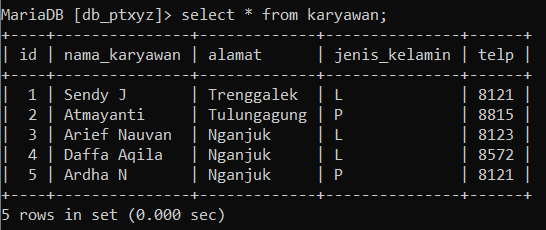 MariaDB [db_ptxyz]> select * from karyawan;
+----+---------------+-------------+---------------+------+
| id | nama_karyawan | alamat      | jenis_kelamin | telp |
+----+---------------+-------------+---------------+------+
|  1 | Sendy J       | Trenggalek  | L             | 8121 |
|  2 | Atmayanti     | Tulungagung | P             | 8815 |
|  3 | Arief Nauvan  | Nganjuk     | L             | 8123 |
|  4 | Daffa Aqila   | Nganjuk     | L             | 8572 |
|  5 | Ardha N       | Nganjuk     | P             | 8121 |
+----+---------------+-------------+---------------+------+
5 rows in set (0.000 sec)